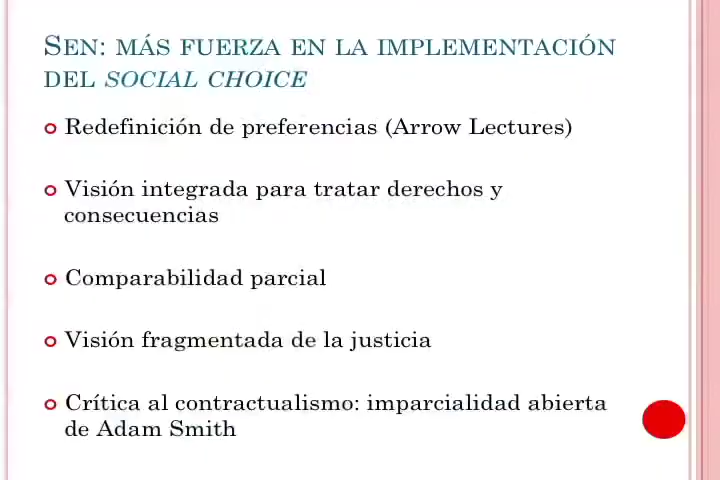 SEN: MÁS FUERZA EN LA IMPLEMENTACIÓN
DEL SOCIAL CHOICE
Redefinición de preferencias (Arrow Lectures)
Visión integrada para tratar derechos y
consecuencias
Comparabilidad parcial
Visión fragmentada de la justicia
Crítica al contractualismo: imparcialidad abierta
de Adam Smith